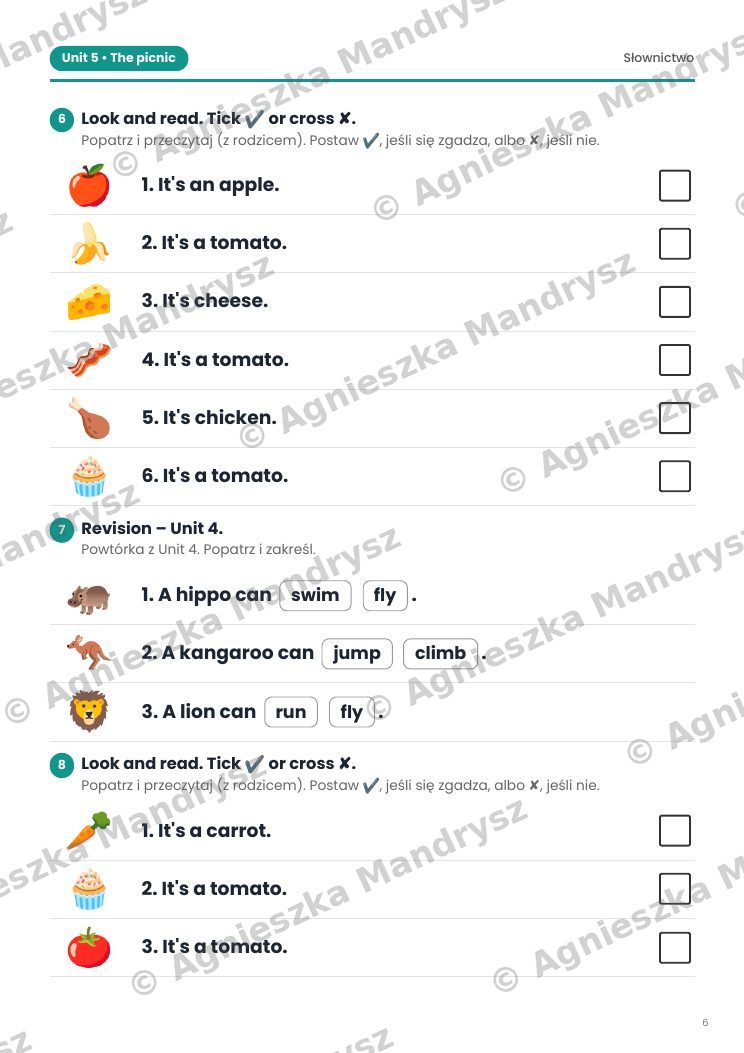 Unit 5 • The picnic
Słownictwo
6 Look and read. Tick ✔ or cross ✘.
Popatrz i przeczytaj (z rodzicem). Postaw ✔, jeśli się zgadza, albo ✘, jeśli nie.
1. It's an apple.
2. It's a tomato.
3. It's cheese.
4. It's a tomato.
5. It's chicken.
6. It's a tomato.
7 Revision – Unit 4.
Powtórka z Unit 4. Popatrz i zakreśl.
1. A hippo can swim fly .
2. A kangaroo can jump climb .
3. A lion can run fly .
8 Look and read. Tick ✔ or cross ✘.
Popatrz i przeczytaj (z rodzicem). Postaw ✔, jeśli się zgadza, albo ✘, jeśli nie.
1. It's a carrot.
2. It's a tomato.
3. It's a tomato.
6
© Agnieszka Mandrysz